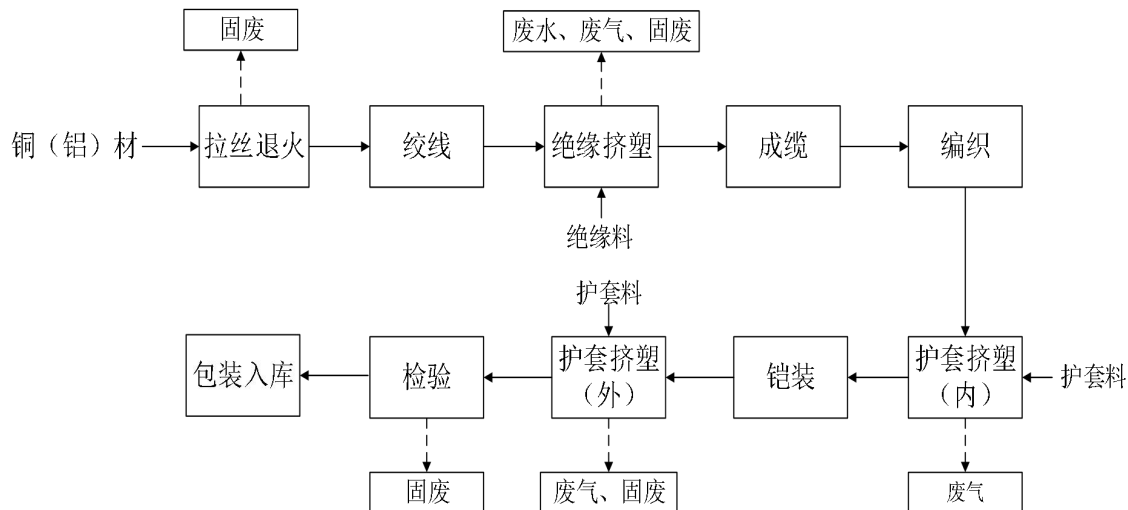 固废
废水、废气、固废
铜（铝）材
拉丝退火
绞线
绝缘挤塑
成缆
编织
绝缘料
护套料
包装入库
检验
护套挤塑
（外）
铠装
护套挤塑
（内）
护套料
固废
废气、固废
废气